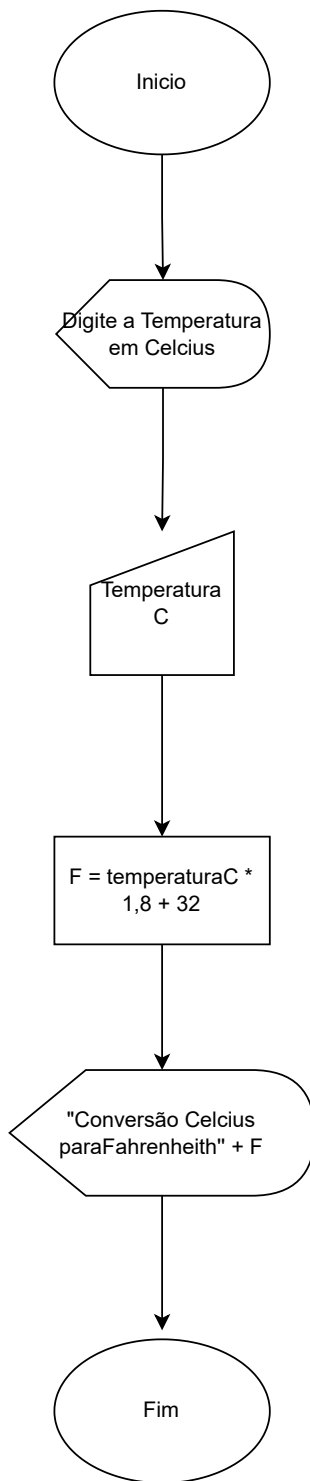 Inicio
Digite a Temperatura
em Celcius
Temperatura
C
F = temperaturaC *
1,8 + 32
"Conversão Celcius
paraFahrenheith" + F
Fim